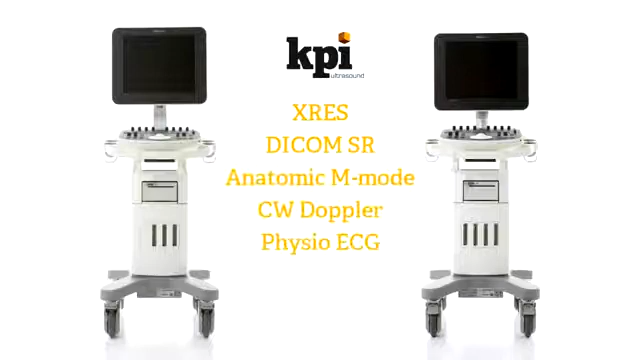 kpi
ultrasound
XRES
DICOM SR
Anatomic M-mode
CW Doppler
Physio ECG